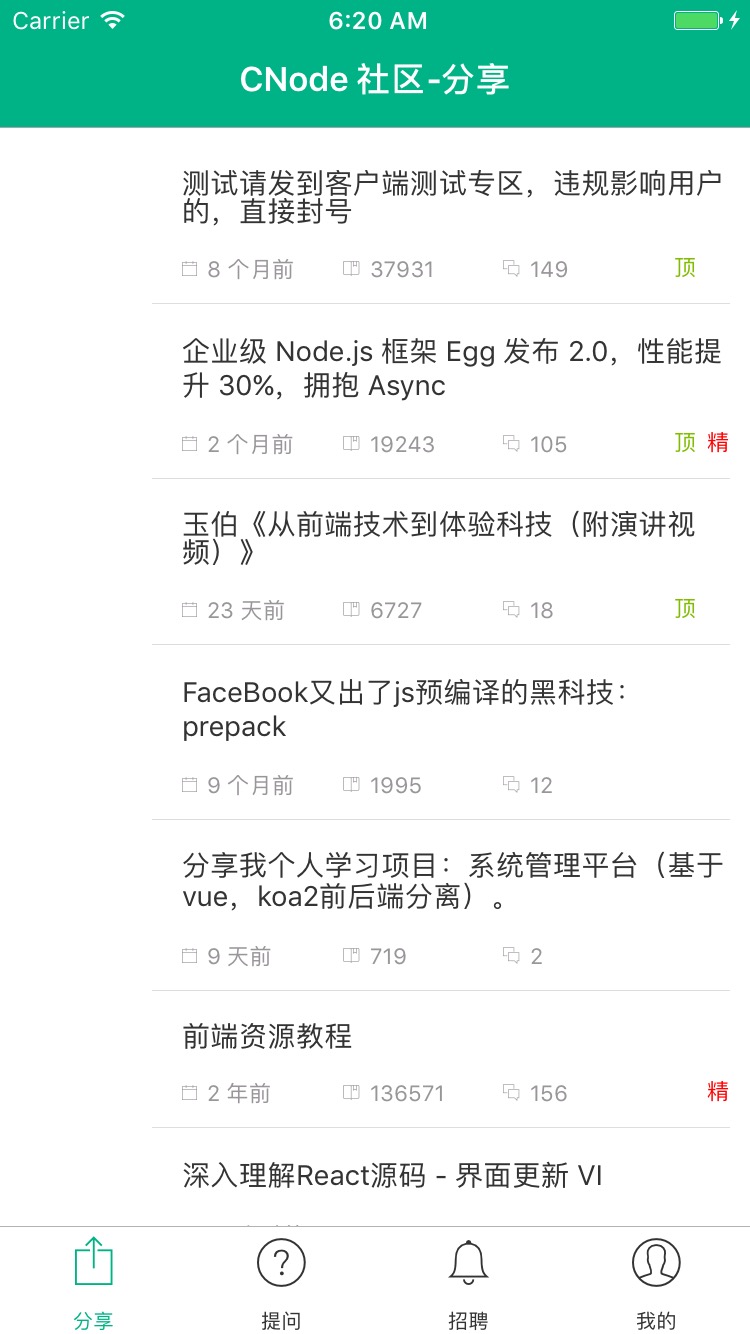 Carrier 6:20 AM
CNode 社区-分享
测试请发到客户端测试专区，违规影响用户
的，直接封号
8 个月前 37931 149 顶
企业级 Node.js 框架 Egg 发布 2.0，性能提
升 30%，拥抱 Async
2 个月前 19243 105 顶 精
玉伯《从前端技术到体验科技（附演讲视
频）》
23 天前 6727 18 顶
FaceBook又出了js预编译的黑科技：
prepack
9 个月前 1995 12
分享我个人学习项目：系统管理平台（基于
vue，koa2前后端分离）。
9 天前 719 2
前端资源教程
2 年前 136571 156 精
深入理解React源码 - 界面更新 VI
分享 提问 招聘 我的